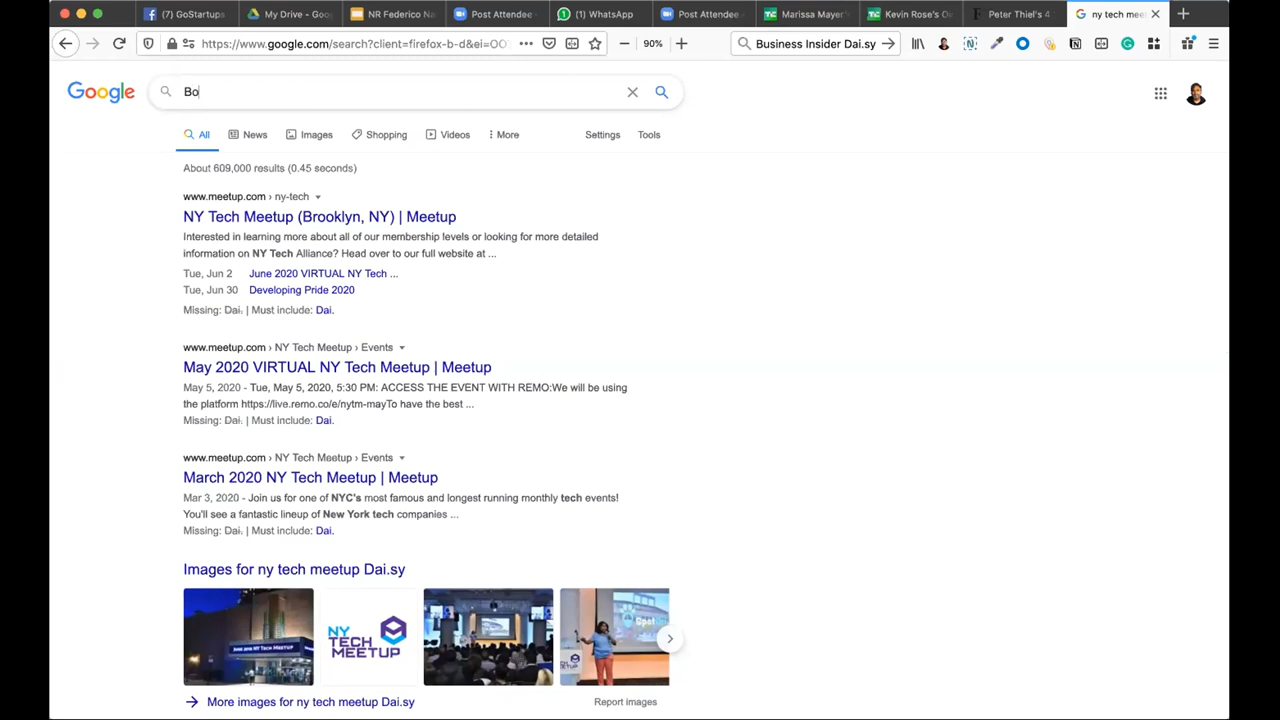 (7) GoStartups
My Drive - Goo
NR Federico Na
Post Attendee
(1) WhatsApp
Post Attendee
Marissa Mayer's
Kevin Rose's Ow
Peter Thiel's 4
ny tech mee
https://www.google.com/search?client=firefox-b-d&ei=OO
90%
Business Insider Dai.sy
Google
Bo
All
News
Images
Shopping
Videos
More
Settings
Tools
About 609,000 results (0.45 seconds)
www.meetup.com › ny-tech
NY Tech Meetup (Brooklyn, NY) | Meetup
Interested in learning more about all of our membership levels or looking for more detailed
information on NY Tech Alliance? Head over to our full website at ...
Tue, Jun 2 June 2020 VIRTUAL NY Tech ...
Tue, Jun 30 Developing Pride 2020
Missing: Dai. | Must include: Dai.
www.meetup.com › NY Tech Meetup › Events
May 2020 VIRTUAL NY Tech Meetup | Meetup
May 5, 2020 - Tue, May 5, 2020, 5:30 PM: ACCESS THE EVENT WITH REMO:We will be using
the platform https://live.remo.co/e/nytm-mayTo have the best ...
Missing: Dai. | Must include: Dai.
www.meetup.com › NY Tech Meetup › Events
March 2020 NY Tech Meetup | Meetup
Mar 3, 2020 - Join us for one of NYC's most famous and longest running monthly tech events!
You'll see a fantastic lineup of New York tech companies ...
Missing: Dai. | Must include: Dai.
Images for ny tech meetup Dai.sy
NY
TECH
MEETUP
More images for ny tech meetup Dai.sy
Report images